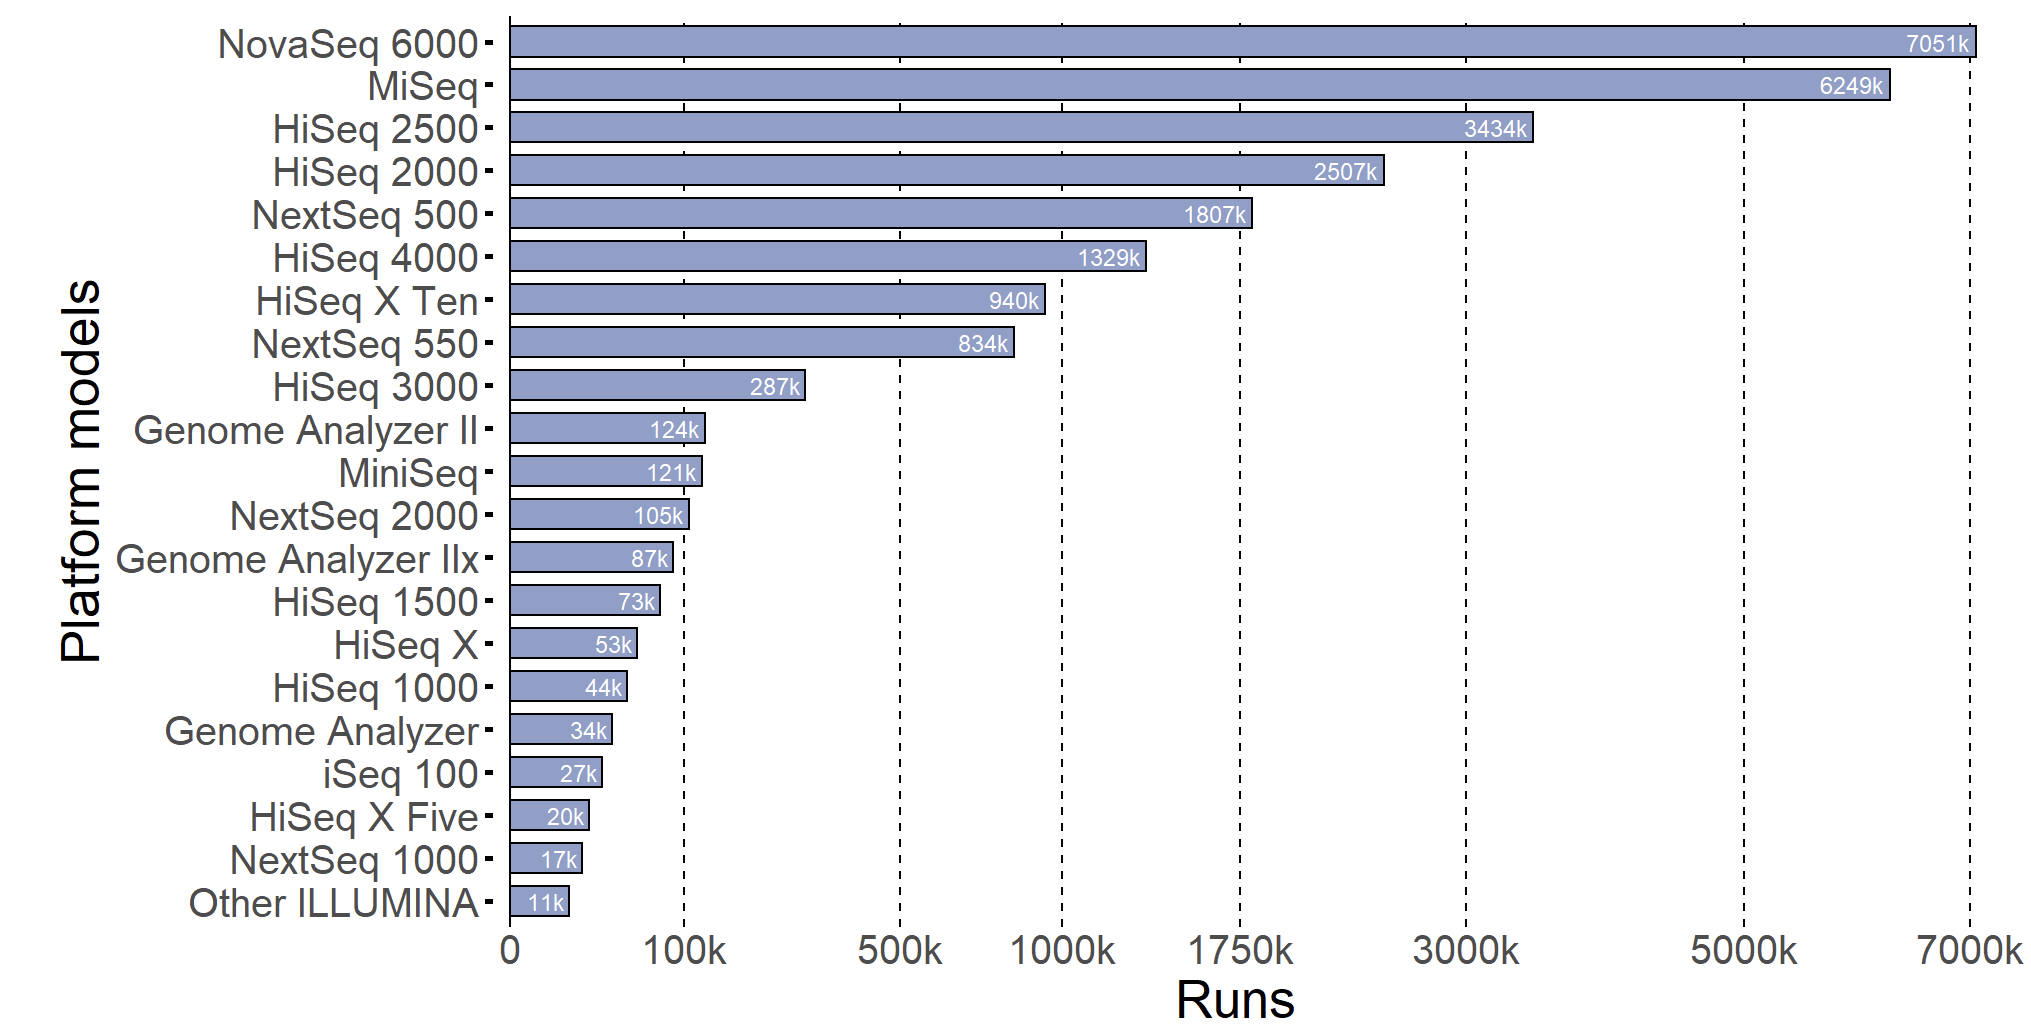 Platform models
NovaSeq 6000 7051k
MiSeq 6249k
HiSeq 2500 3434k
HiSeq 2000 2507k
NextSeq 500 1807k
HiSeq 4000 1329k
HiSeq X Ten 940k
NextSeq 550 834k
HiSeq 3000 287k
Genome Analyzer II 124k
MiniSeq 121k
NextSeq 2000 105k
Genome Analyzer IIx 87k
HiSeq 1500 73k
HiSeq X 53k
HiSeq 1000 44k
Genome Analyzer 34k
iSeq 100 27k
HiSeq X Five 20k
NextSeq 1000 17k
Other ILLUMINA 11k
0 100k 500k 1000k 1750k 3000k 5000k 7000k
Runs